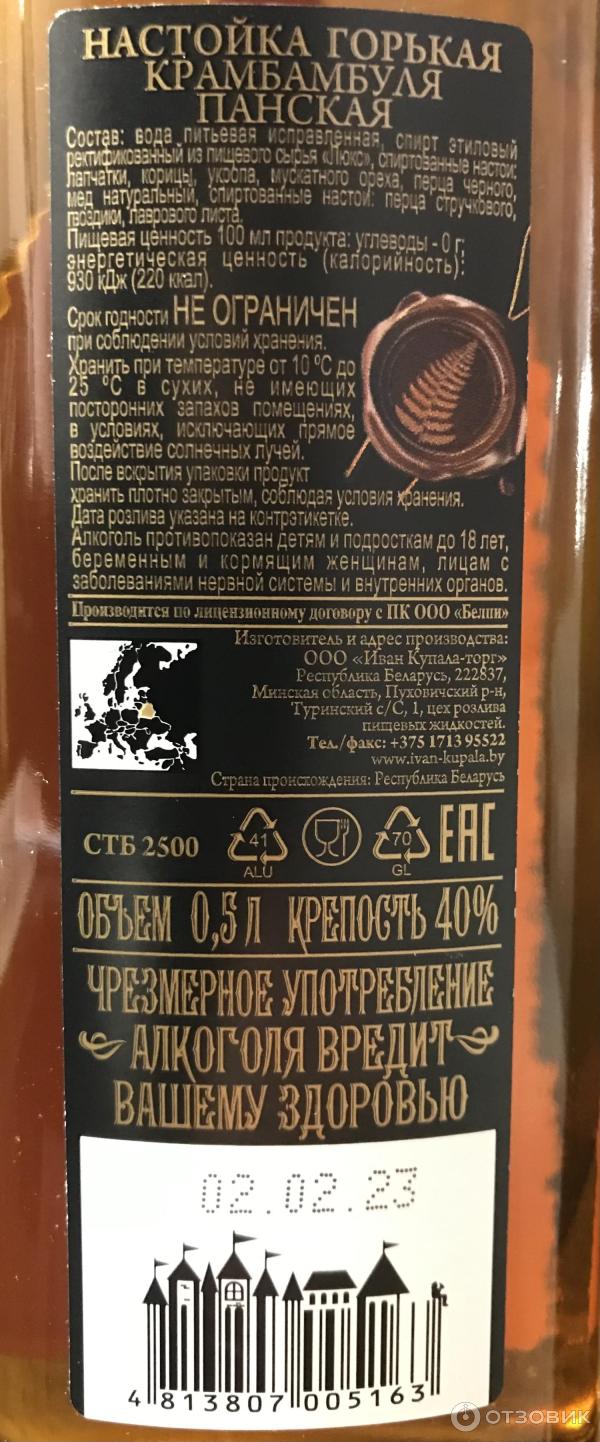 НАСТОЙКА ГОРЬКАЯ
КРАМБАМБУЛЯ
ПАНСКАЯ
Состав: вода питьевая исправленная, спирт этиловый
ректификованный из пищевого сырья «Люкс», спиртованные настои:
лапчатки, корицы, укропа, мускатного ореха, перца черного,
мед натуральный, спиртованные настои: перца стручкового,
гвоздики, лаврового листа.
Пищевая ценность 100 мл продукта: углеводы - 0 г;
энергетическая ценность (калорийность):
930 кДж (220 ккал).
Срок годности НЕ ОГРАНИЧЕН
при соблюдении условий хранения.
Хранить при температуре от 10 °С до
25 °С в сухих, не имеющих
посторонних запахов помещениях,
в условиях, исключающих прямое
воздействие солнечных лучей.
После вскрытия упаковки продукт
хранить плотно закрытым, соблюдая условия хранения.
Дата розлива указана на контрэтикетке.
Алкоголь противопоказан детям и подросткам до 18 лет,
беременным и кормящим женщинам, лицам с
заболеваниями нервной системы и внутренних органов.
Производится по лицензионному договору с ПК ООО «Белпи»
Изготовитель и адрес производства:
ООО «Иван Купала-торг»
Республика Беларусь, 222837,
Минская область, Пуховичский р-н,
Туринский с/С, 1, цех розлива
пищевых жидкостей.
Тел./факс: +375 1713 95522
www.ivan-kupala.by
Страна происхождения: Республика Беларусь
СТБ 2500 41 ALU 70 GL EAC
ОБЪЕМ 0,5 Л КРЕПОСТЬ 40%
ЧРЕЗМЕРНОЕ УПОТРЕБЛЕНИЕ
АЛКОГОЛЯ ВРЕДИТ
ВАШЕМУ ЗДОРОВЬЮ
02.02.23
4 813807 005163
ОТЗОВИК